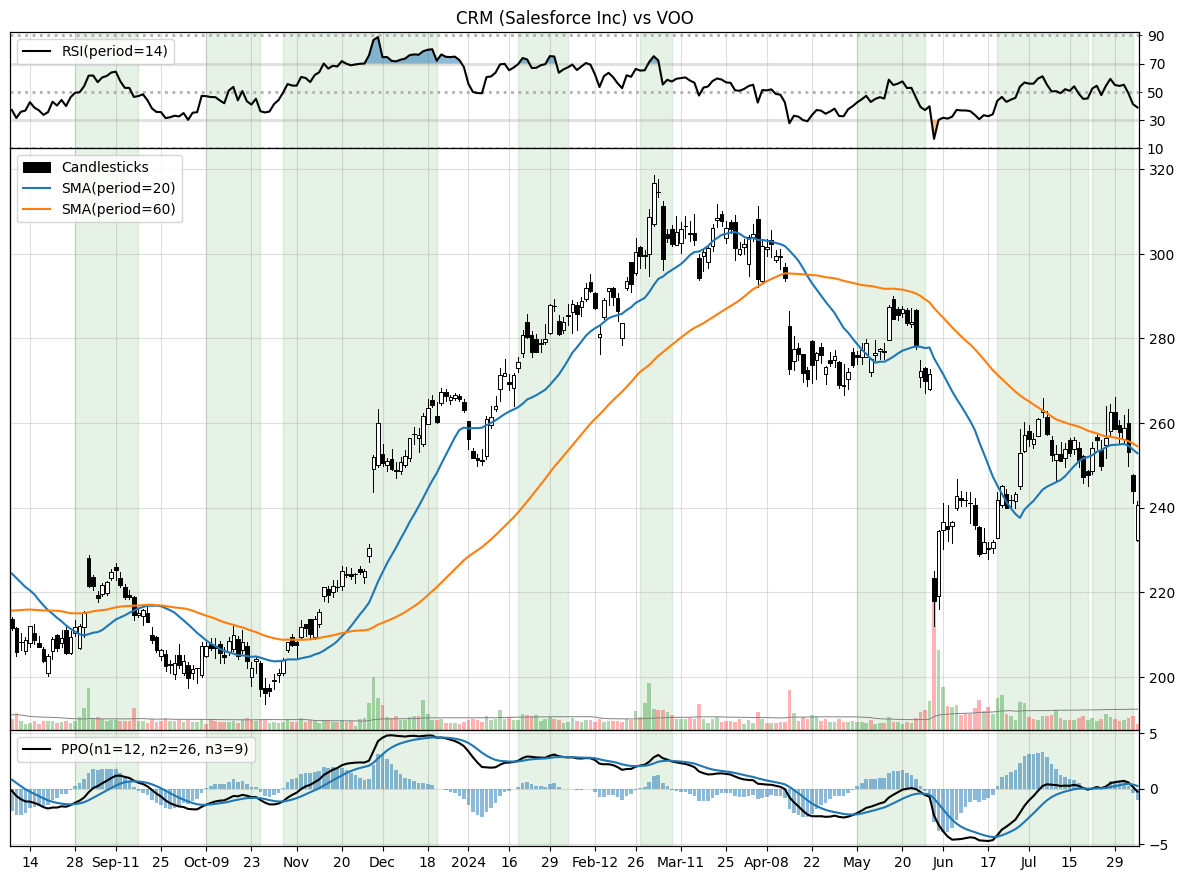 CRM (Salesforce Inc) vs VOO
RSI(period=14)
90
70
50
30
10
Candlesticks
SMA(period=20)
SMA(period=60)
320
300
280
260
240
220
200
PPO(n1=12, n2=26, n3=9)
5
0
−5
14 28 Sep-11 25 Oct-09 23 Nov 20 Dec 18 2024 16 29 Feb-12 26 Mar-11 25 Apr-08 22 May 20 Jun 17 Jul 15 29